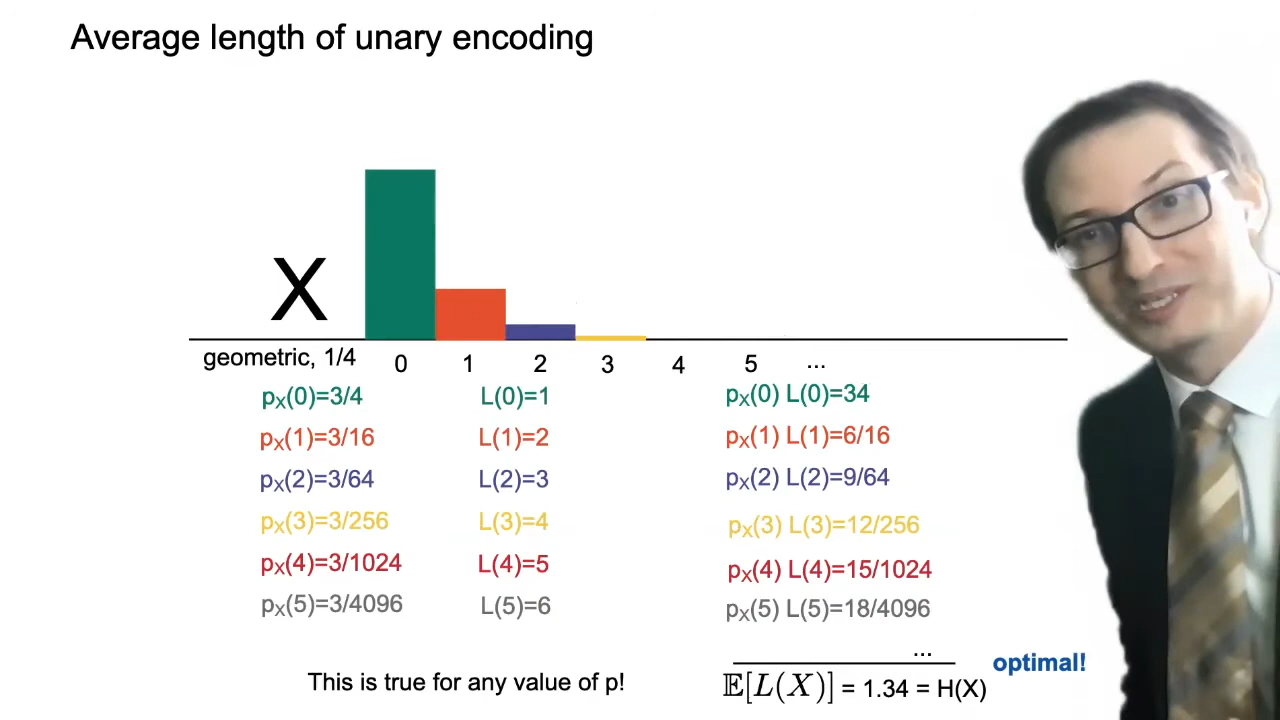 Average length of unary encoding
X
geometric, 1/4 0 1 2 3 4 5 ...
pX(0)=3/4 L(0)=1 pX(0) L(0)=34
pX(1)=3/16 L(1)=2 pX(1) L(1)=6/16
pX(2)=3/64 L(2)=3 pX(2) L(2)=9/64
pX(3)=3/256 L(3)=4 pX(3) L(3)=12/256
pX(4)=3/1024 L(4)=5 pX(4) L(4)=15/1024
pX(5)=3/4096 L(5)=6 pX(5) L(5)=18/4096
...
optimal!
This is true for any value of p! 𝔼[L(X)] = 1.34 = H(X)